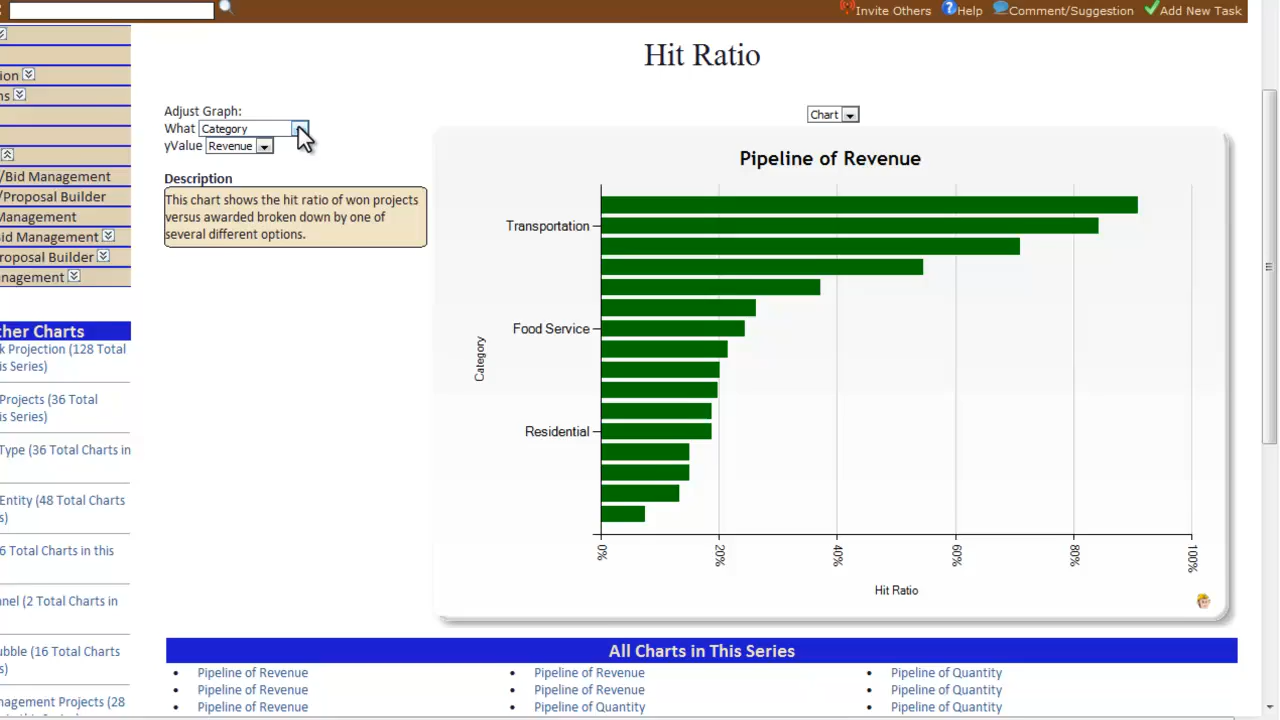 Invite Others
Help
Comment/Suggestion
Add New Task
ion
ns
/Bid Management
/Proposal Builder
Management
id Management
roposal Builder
nagement
ther Charts
k Projection (128 Total
is Series)
Projects (36 Total
is Series)
Type (36 Total Charts in
Entity (48 Total Charts
s)
6 Total Charts in this
nel (2 Total Charts in
ubble (16 Total Charts
s)
nagement Projects (28
Hit Ratio
Adjust Graph:
What Category
yValue Revenue
Description
This chart shows the hit ratio of won projects
versus awarded broken down by one of
several different options.
Chart
Pipeline of Revenue
Transportation
Food Service
Residential
Category
0%
20%
40%
60%
80%
100%
Hit Ratio
All Charts in This Series
• Pipeline of Revenue
• Pipeline of Revenue
• Pipeline of Quantity
• Pipeline of Revenue
• Pipeline of Revenue
• Pipeline of Quantity
• Pipeline of Revenue
• Pipeline of Quantity
• Pipeline of Quantity